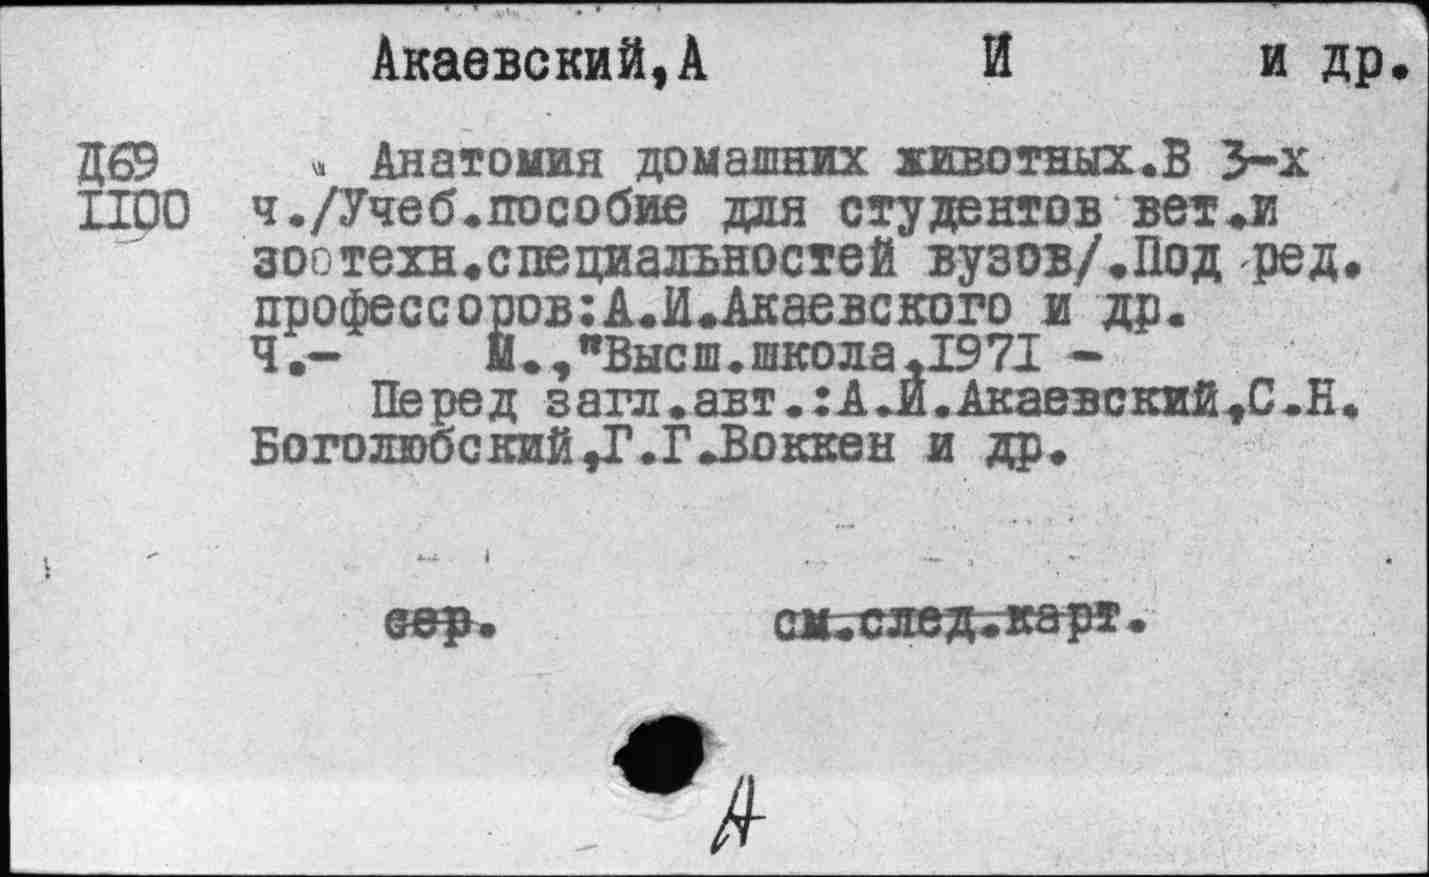 Акаевский,А И и др.
Д69 Анатомия домашних животных.В 3-х
1100 ч./Учеб.пособие для студентов вет.и
зоотехн.специальностей вузов/.Под ред.
профессоров:А.И.Акаевского и др.
Ч.- М.,"Высш.школа,1971 -
Перед загл.авт.:А.И.Акаевский,С.Н.
Боголюбский,Г.Г.Воккен и др.
сер. см.след.карт.
А